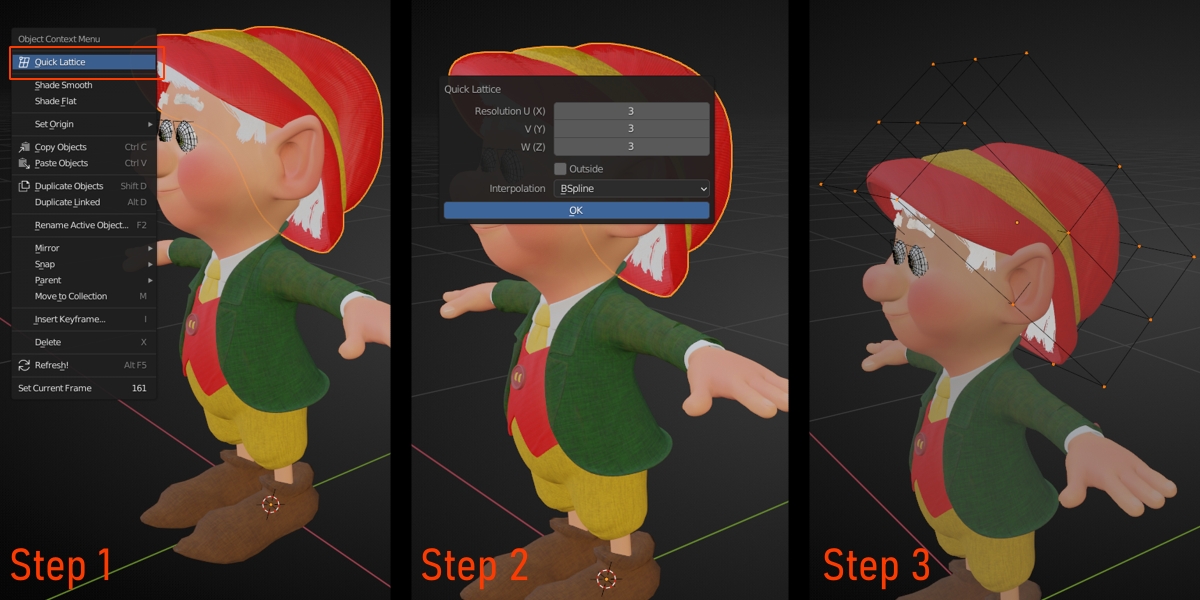 Object Context Menu
Quick Lattice
Shade Smooth
Shade Flat
Set Origin
Copy Objects Ctrl C
Paste Objects Ctrl V
Duplicate Objects Shift D
Duplicate Linked Alt D
Rename Active Object... F2
Mirror
Snap
Parent
Move to Collection M
Insert Keyframe... I
Delete X
Refresh! Alt F5
Set Current Frame 161
Step 1
Quick Lattice
Resolution U (X) 3
V (Y) 3
W (Z) 3
Outside
Interpolation BSpline
OK
Step 2
Step 3